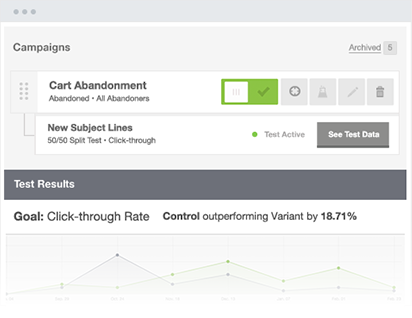 Campaigns
Archived 5
Cart Abandonment
Abandoned • All Abandoners
New Subject Lines
50/50 Split Test • Click-through
Test Active
See Test Data
Test Results
Goal: Click-through Rate
Control outperforming Variant by 18.71%